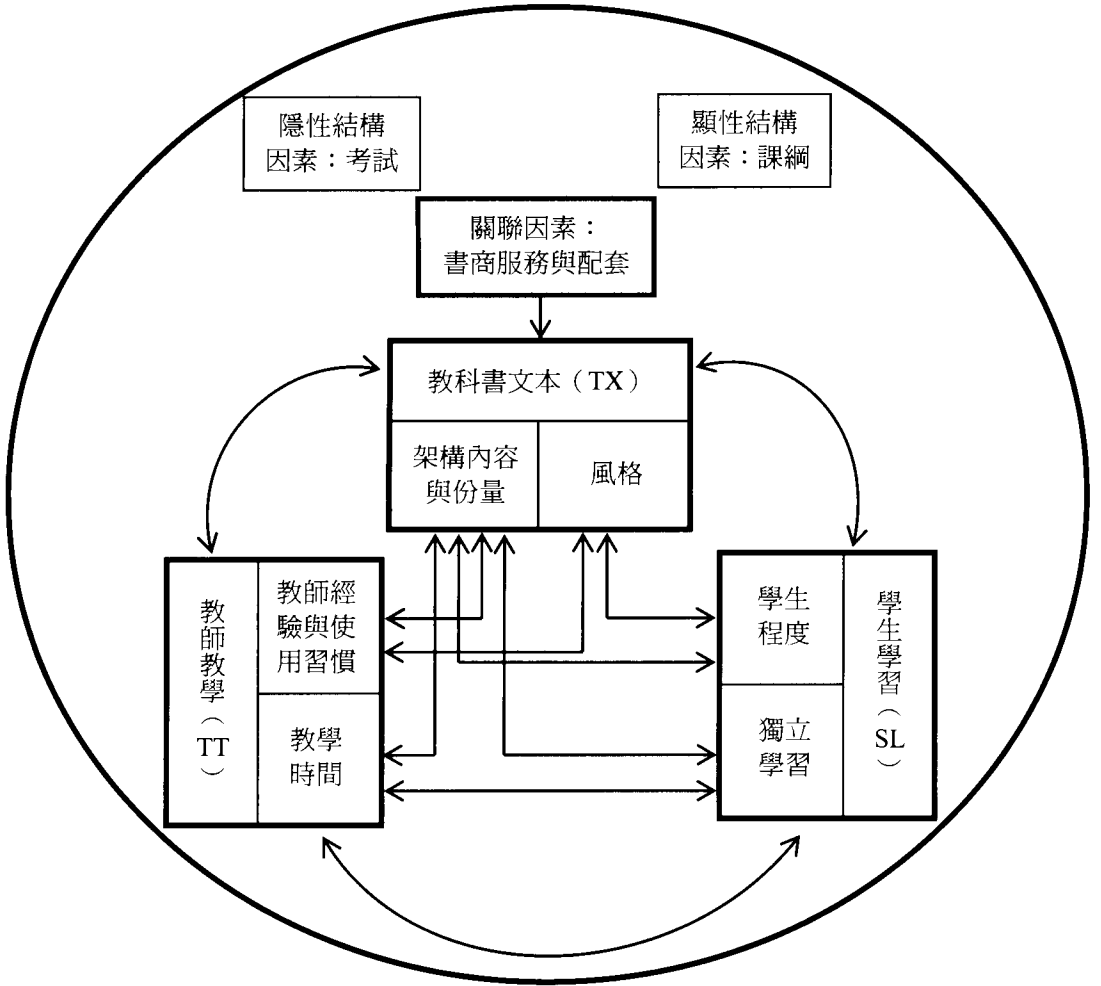 隱性結構
因素：考試
顯性結構
因素：課綱
關聯因素：
書商服務與配套
教科書文本（TX）
架構內容
與份量
風格
教師教學（TT）
教師經
驗與使
用習慣
教學
時間
學生
程度
獨立
學習
學生學習（SL）